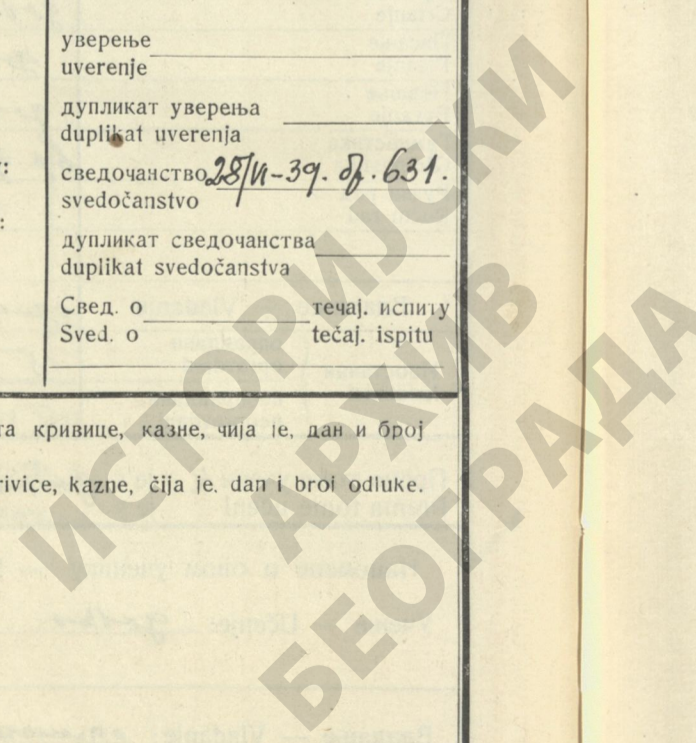 уверење
uverenje
дупликат уверења
duplikat uverenja
сведочанство 28/VI-39. бр. 631.
svedočanstvo
дупликат сведочанства
duplikat svedočanstva
Свед. о течај. испиту
Sved. o tečaj. ispitu
та кривице, казне, чија је, дан и број
rivice, kazne, čija je. dan i broj odluke.
ИСТОРИЈСКИ
АРХИВ
БЕОГРАДА